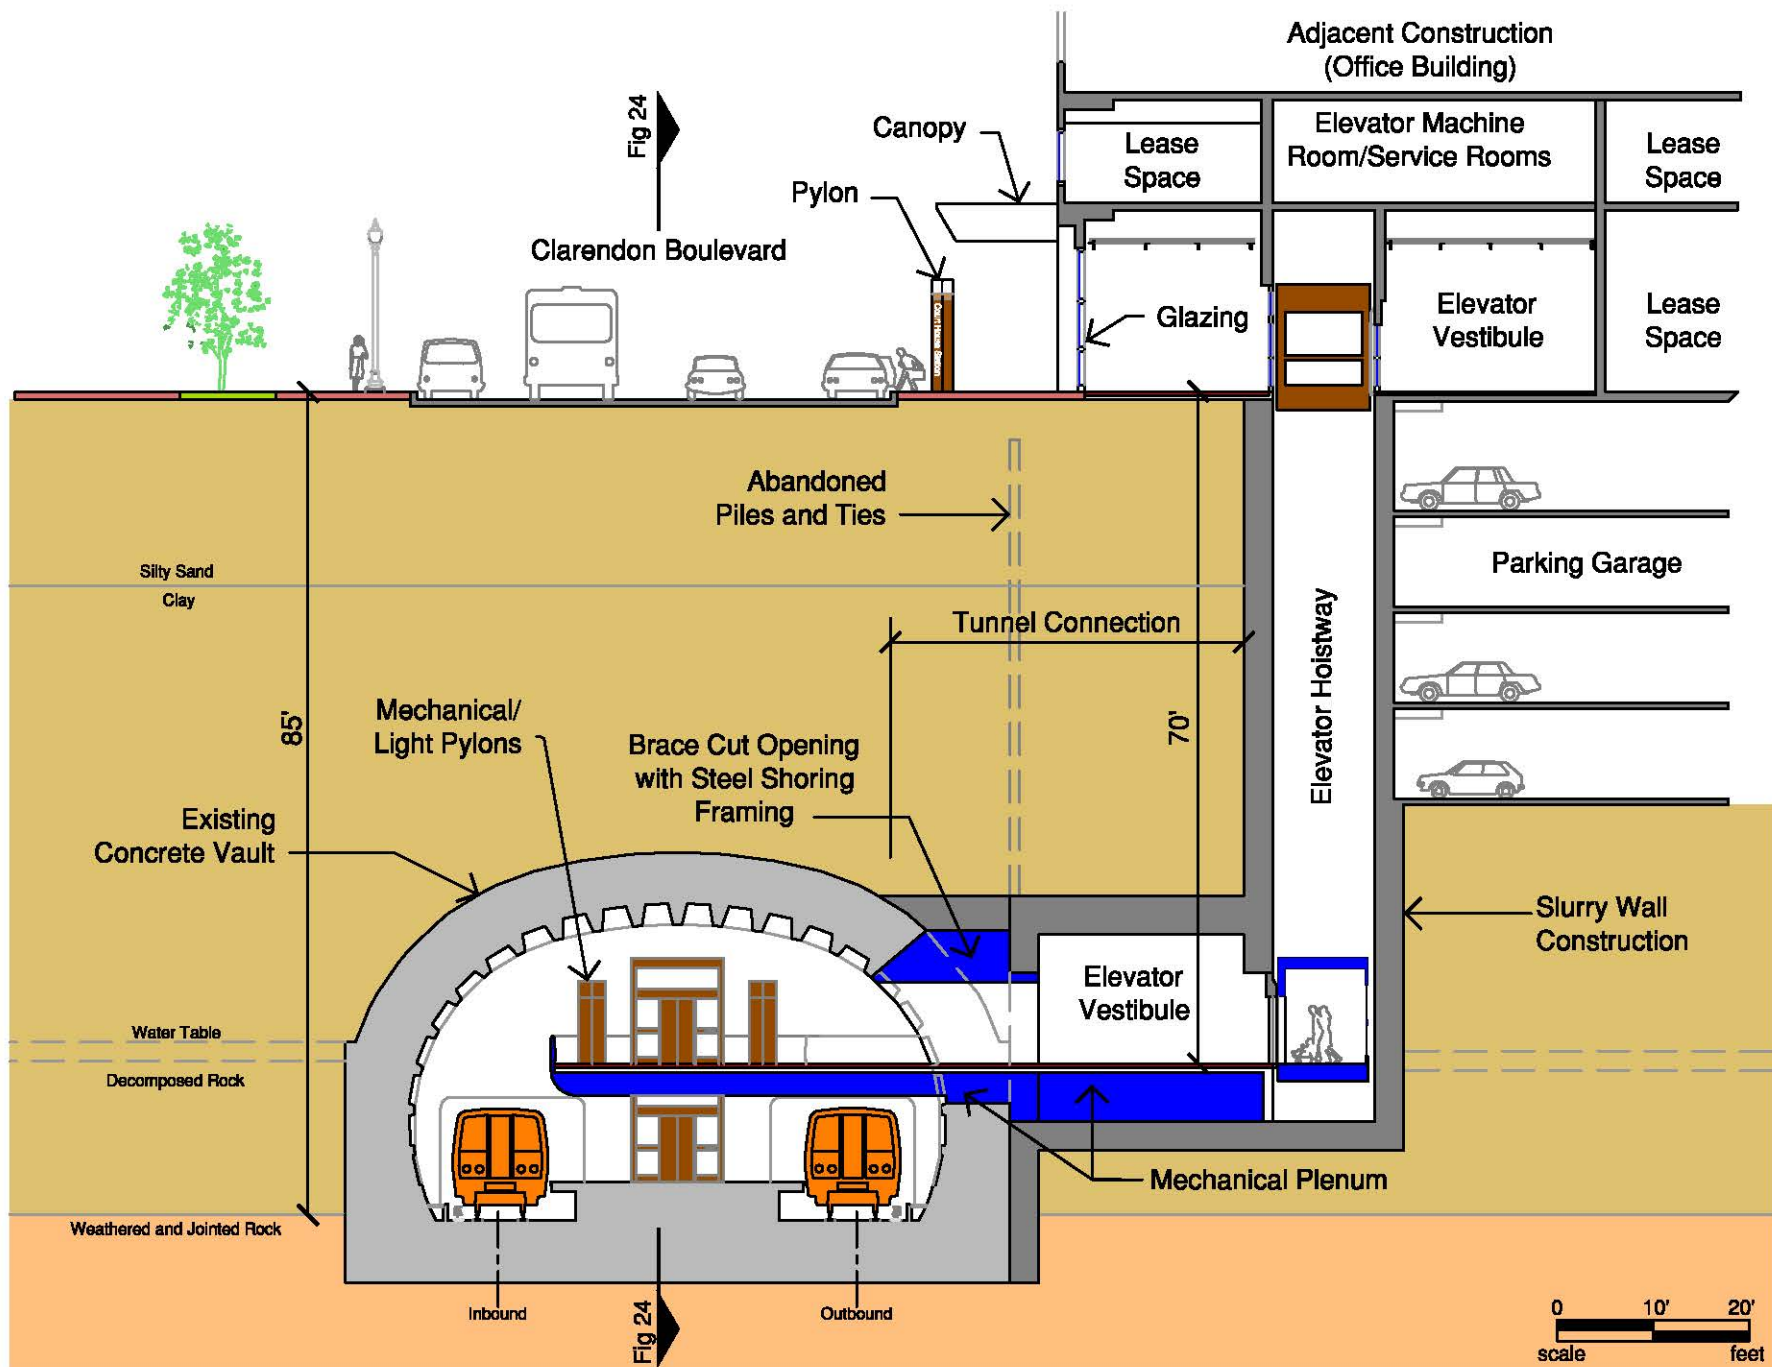 Adjacent Construction
(Office Building)
Fig 24
Canopy
Lease
Space
Elevator Machine
Room/Service Rooms
Lease
Space
Pylon
Clarendon Boulevard
Court House Station
Glazing
Elevator
Vestibule
Lease
Space
Abandoned
Piles and Ties
Parking Garage
Silty Sand
Clay
Tunnel Connection
Elevator Hoistway
85'
70'
Mechanical/
Light Pylons
Brace Cut Opening
with Steel Shoring
Framing
Existing
Concrete Vault
Slurry Wall
Construction
Elevator
Vestibule
Water Table
Decomposed Rock
Mechanical Plenum
Weathered and Jointed Rock
Inbound
Outbound
Fig 24
0 10' 20'
scale feet